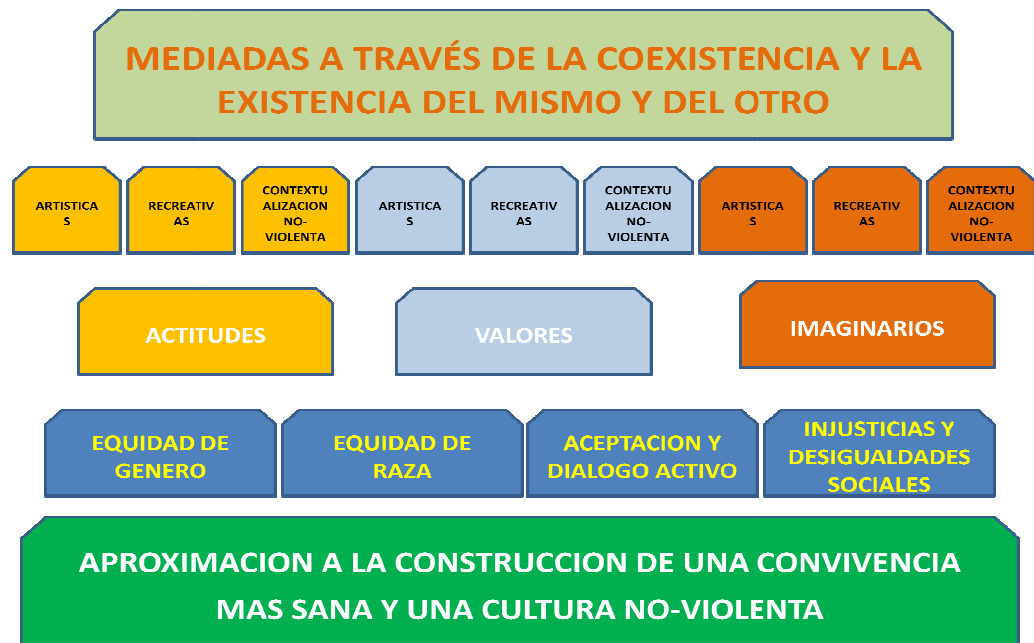 MEDIADAS A TRAVÉS DE LA COEXISTENCIA Y LA
EXISTENCIA DEL MISMO Y DEL OTRO
ARTISTICA
S
RECREATIV
AS
CONTEXTU
ALIZACION
NO-
VIOLENTA
ARTISTICA
S
RECREATIV
AS
CONTEXTU
ALIZACION
NO-
VIOLENTA
ARTISTICA
S
RECREATIV
AS
CONTEXTU
ALIZACION
NO-
VIOLENTA
ACTITUDES
VALORES
IMAGINARIOS
EQUIDAD DE
GENERO
EQUIDAD DE
RAZA
ACEPTACION Y
DIALOGO ACTIVO
INJUSTICIAS Y
DESIGUALDADES
SOCIALES
APROXIMACION A LA CONSTRUCCION DE UNA CONVIVENCIA
MAS SANA Y UNA CULTURA NO-VIOLENTA